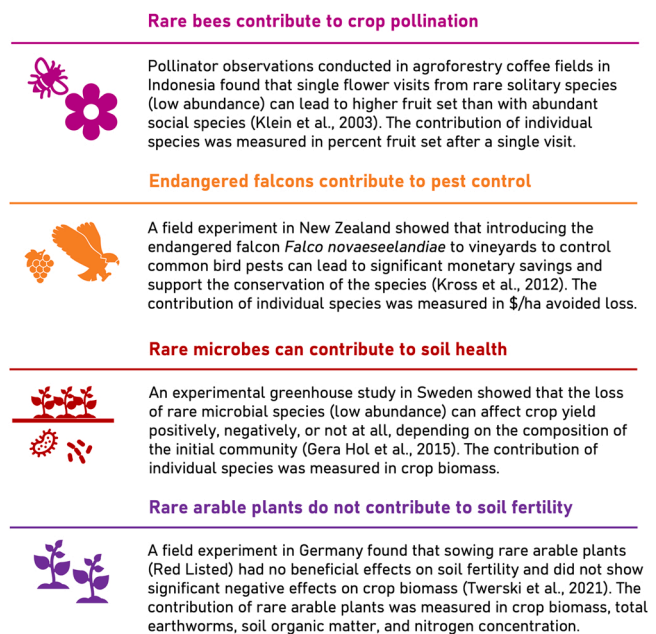 Rare bees contribute to crop pollination
Pollinator observations conducted in agroforestry coffee fields in
Indonesia found that single flower visits from rare solitary species
(low abundance) can lead to higher fruit set than with abundant
social species (Klein et al., 2003). The contribution of individual
species was measured in percent fruit set after a single visit.
Endangered falcons contribute to pest control
A field experiment in New Zealand showed that introducing the
endangered falcon Falco novaeseelandiae to vineyards to control
common bird pests can lead to significant monetary savings and
support the conservation of the species (Kross et al., 2012). The
contribution of individual species was measured in $/ha avoided loss.
Rare microbes can contribute to soil health
An experimental greenhouse study in Sweden showed that the loss
of rare microbial species (low abundance) can affect crop yield
positively, negatively, or not at all, depending on the composition of
the initial community (Gera Hol et al., 2015). The contribution of
individual species was measured in crop biomass.
Rare arable plants do not contribute to soil fertility
A field experiment in Germany found that sowing rare arable plants
(Red Listed) had no beneficial effects on soil fertility and did not show
significant negative effects on crop biomass (Twerski et al., 2021). The
contribution of rare arable plants was measured in crop biomass, total
earthworms, soil organic matter, and nitrogen concentration.